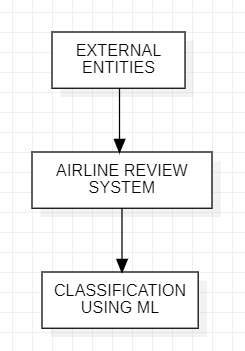 EXTERNAL
ENTITIES
AIRLINE REVIEW
SYSTEM
CLASSIFICATION
USING ML